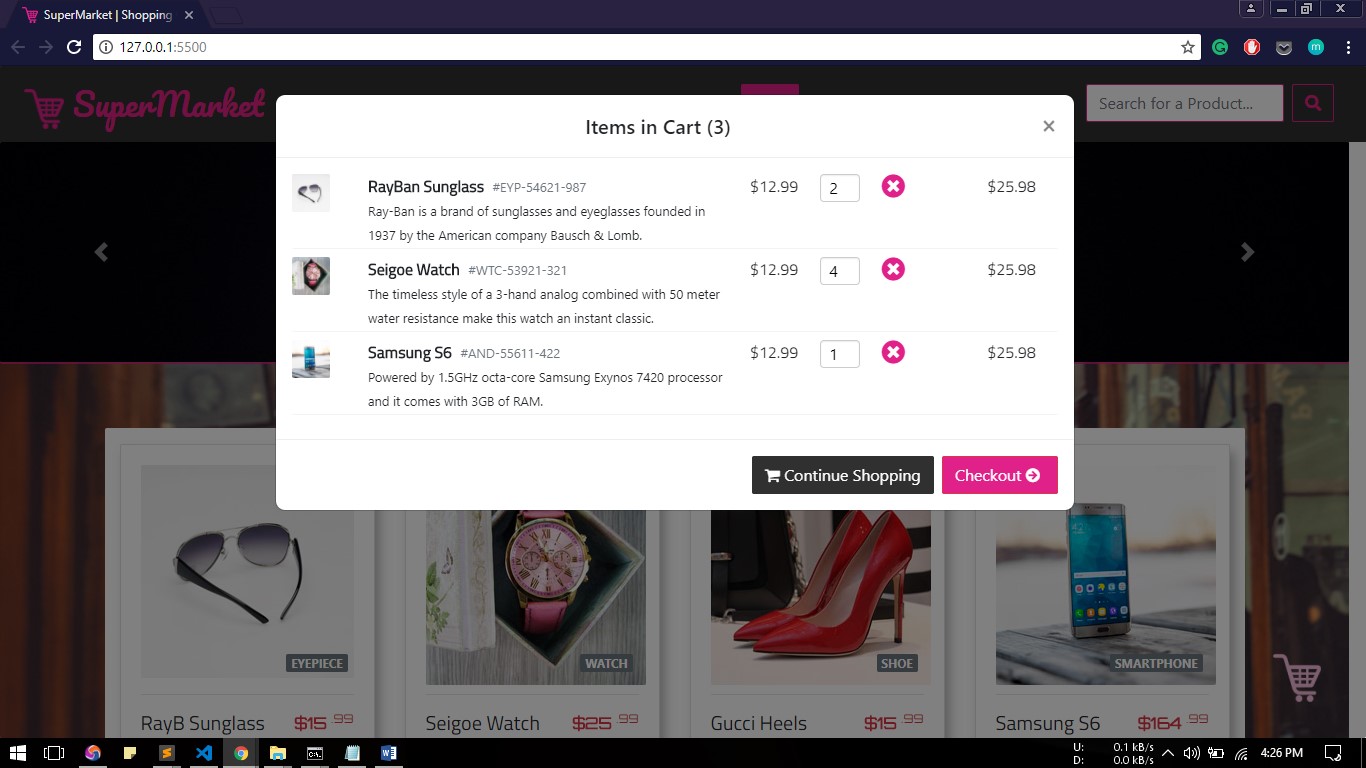 SuperMarket | Shopping
127.0.0.1:5500
SuperMarket
Search for a Product...
Items in Cart (3)
×
RayBan Sunglass #EYP-54621-987 $12.99 2 $25.98
Ray-Ban is a brand of sunglasses and eyeglasses founded in
1937 by the American company Bausch & Lomb.
Seigoe Watch #WTC-53921-321 $12.99 4 $25.98
The timeless style of a 3-hand analog combined with 50 meter
water resistance make this watch an instant classic.
Samsung S6 #AND-55611-422 $12.99 1 $25.98
Powered by 1.5GHz octa-core Samsung Exynos 7420 processor
and it comes with 3GB of RAM.
Continue Shopping Checkout
EYEPIECE WATCH SHOE SMARTPHONE
RayB Sunglass $15.99 Seigoe Watch $25.99 Gucci Heels $15.99 Samsung S6 $164.99
U: 0.1 kB/s
D: 0.0 kB/s
4:26 PM